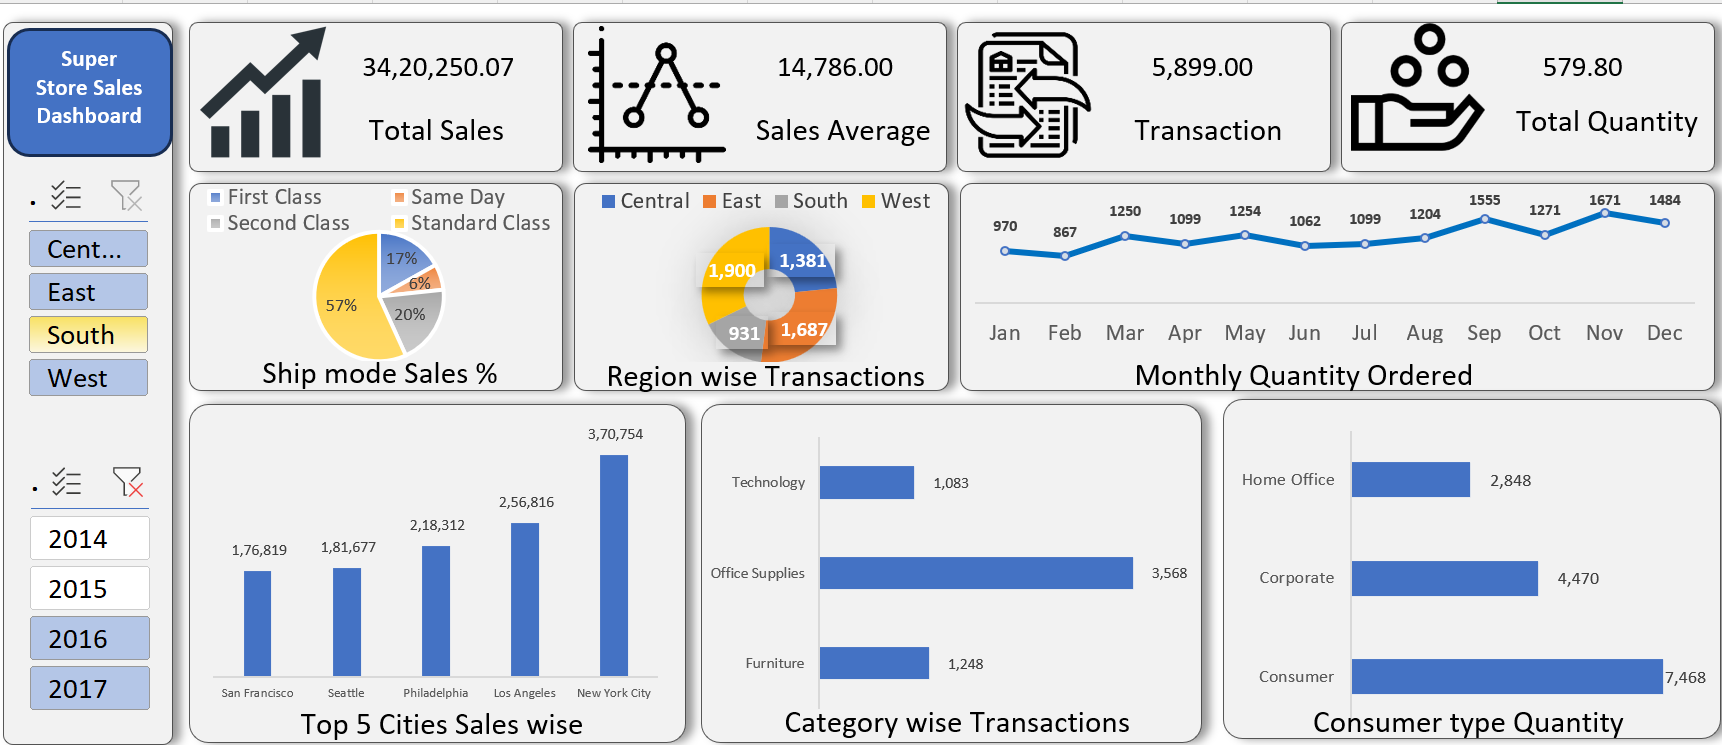 Super
Store Sales
Dashboard
34,20,250.07
Total Sales
14,786.00
Sales Average
5,899.00
Transaction
579.80
Total Quantity
.
Cent...
East
South
West
.
2014
2015
2016
2017
First Class
Same Day
Second Class
Standard Class
17%
6%
20%
57%
Ship mode Sales %
Central East South West
1,900
1,381
931
1,687
Region wise Transactions
970 867 1250 1099 1254 1062 1099 1204 1555 1271 1671 1484
Jan Feb Mar Apr May Jun Jul Aug Sep Oct Nov Dec
Monthly Quantity Ordered
1,76,819 1,81,677 2,18,312 2,56,816 3,70,754
San Francisco Seattle Philadelphia Los Angeles New York City
Top 5 Cities Sales wise
Technology 1,083
Office Supplies 3,568
Furniture 1,248
Category wise Transactions
Home Office 2,848
Corporate 4,470
Consumer 7,468
Consumer type Quantity